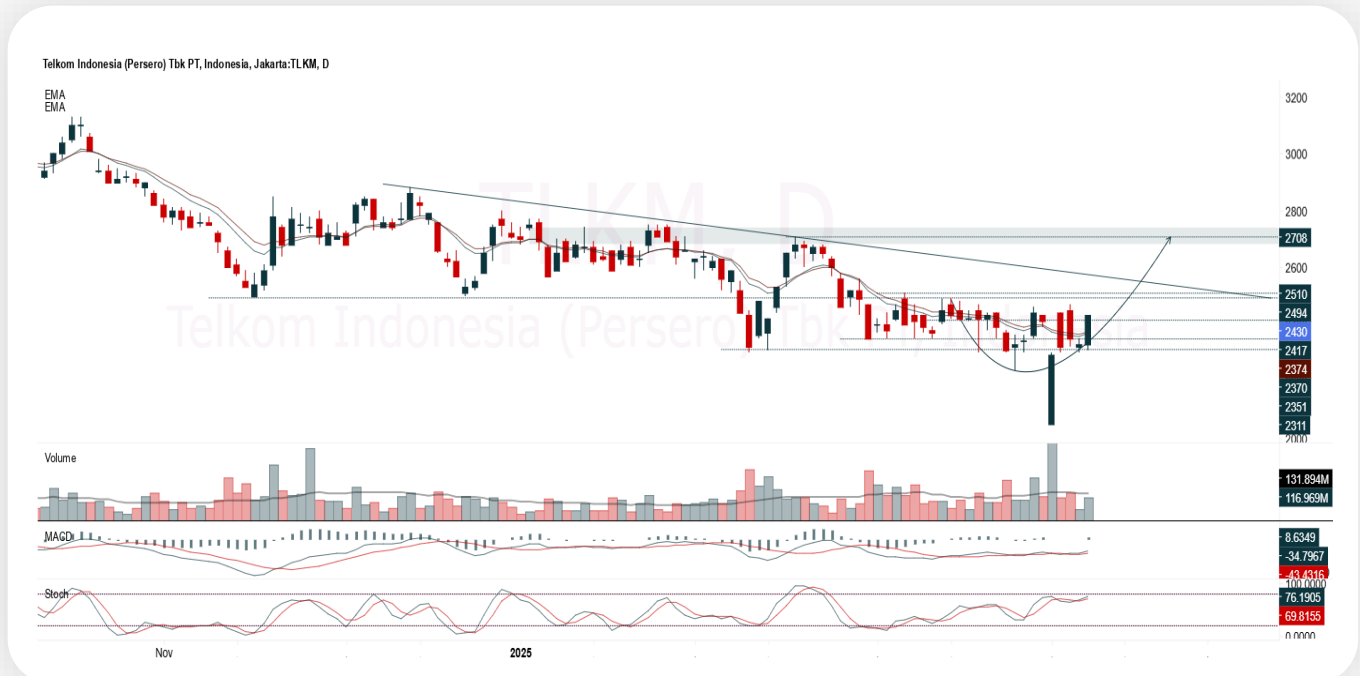 Telkom Indonesia (Persero) Tbk PT, Indonesia, Jakarta:TLKM, D
EMA
EMA
3200
3000
2800
TLKM, D
2708
2600
2510
2494
Telkom Indonesia (Persero) Tbk PT, Indonesia
2430
2417
2374
2370
2351
2311
2000
Volume
131.894M
116.969M
MACD
8.6349
-34.7967
-43.4316
100.0000
Stoch
76.1905
69.8155
0.0000
Nov
2025